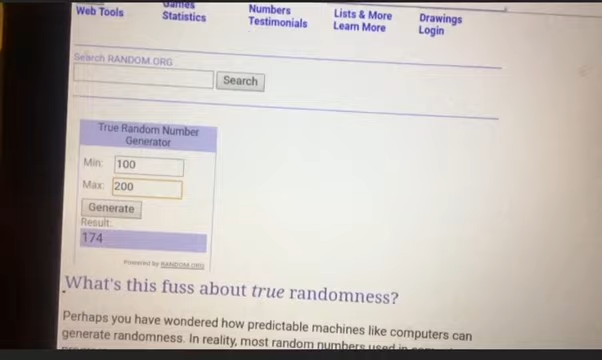 Web Tools
Games
Statistics
Numbers
Testimonials
Lists & More
Learn More
Drawings
Login
Search RANDOM.ORG
Search
True Random Number
Generator
Min: 100
Max: 200
Generate
Result:
174
Powered by RANDOM.ORG
What's this fuss about true randomness?
Perhaps you have wondered how predictable machines like computers can
generate randomness. In reality, most random numbers used in